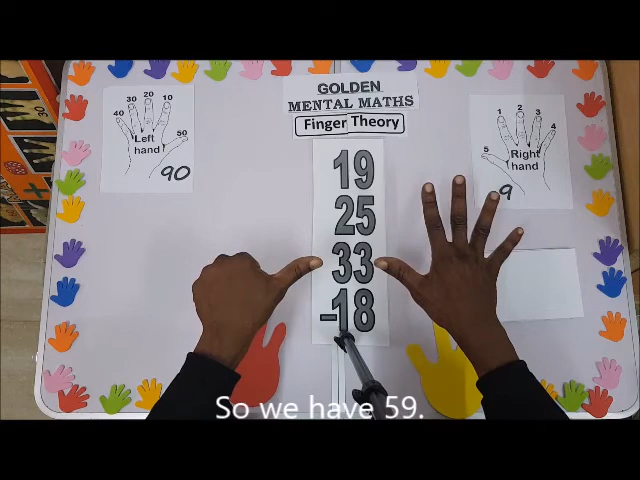 GOLDEN
MENTAL MATHS
Finger Theory
40 30 20 10
50
Left
hand
90
1 2 3 4
5
Right
hand
9
19
25
33
-18
So we have 59.